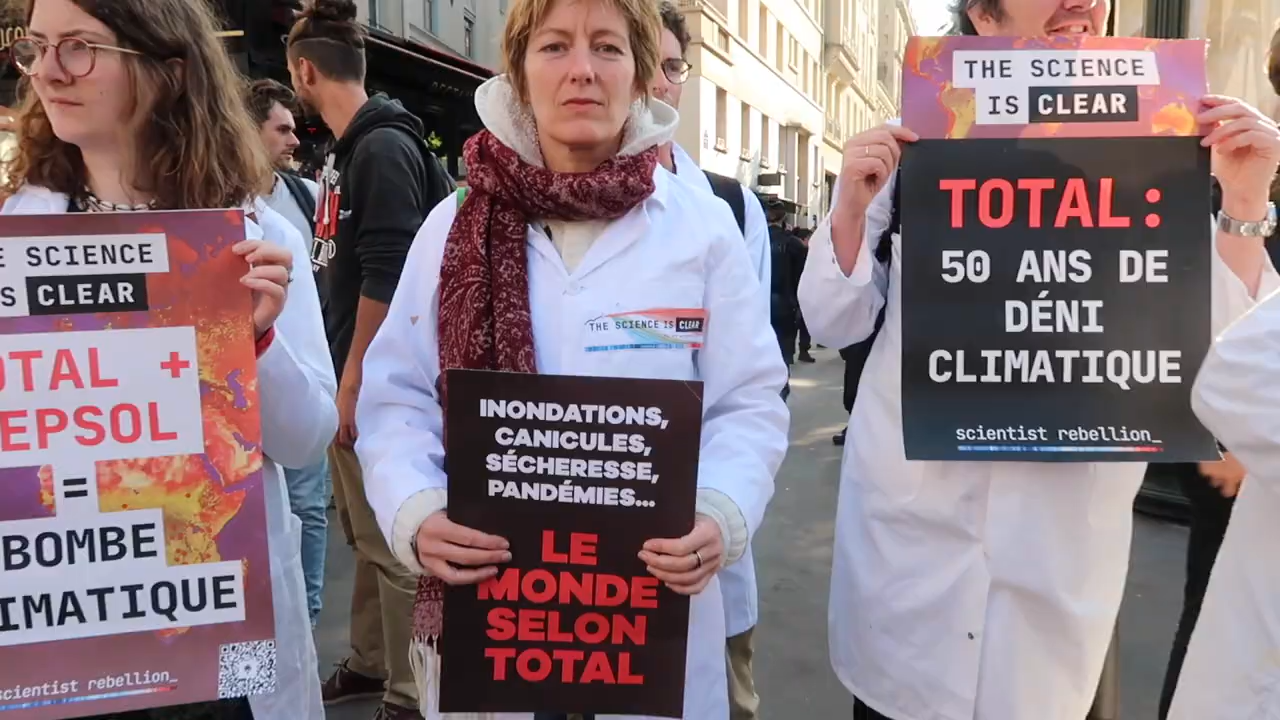 THE SCIENCE
IS CLEAR
TOTAL:
50 ANS DE
DÉNI
CLIMATIQUE
scientist rebellion_
THE SCIENCE IS CLEAR
INONDATIONS,
CANICULES,
SÉCHERESSE,
PANDÉMIES...
LE
MONDE
SELON
TOTAL
E SCIENCE
S CLEAR
OTAL +
EPSOL
=
BOMBE
IMATIQUE
scientist rebellion_